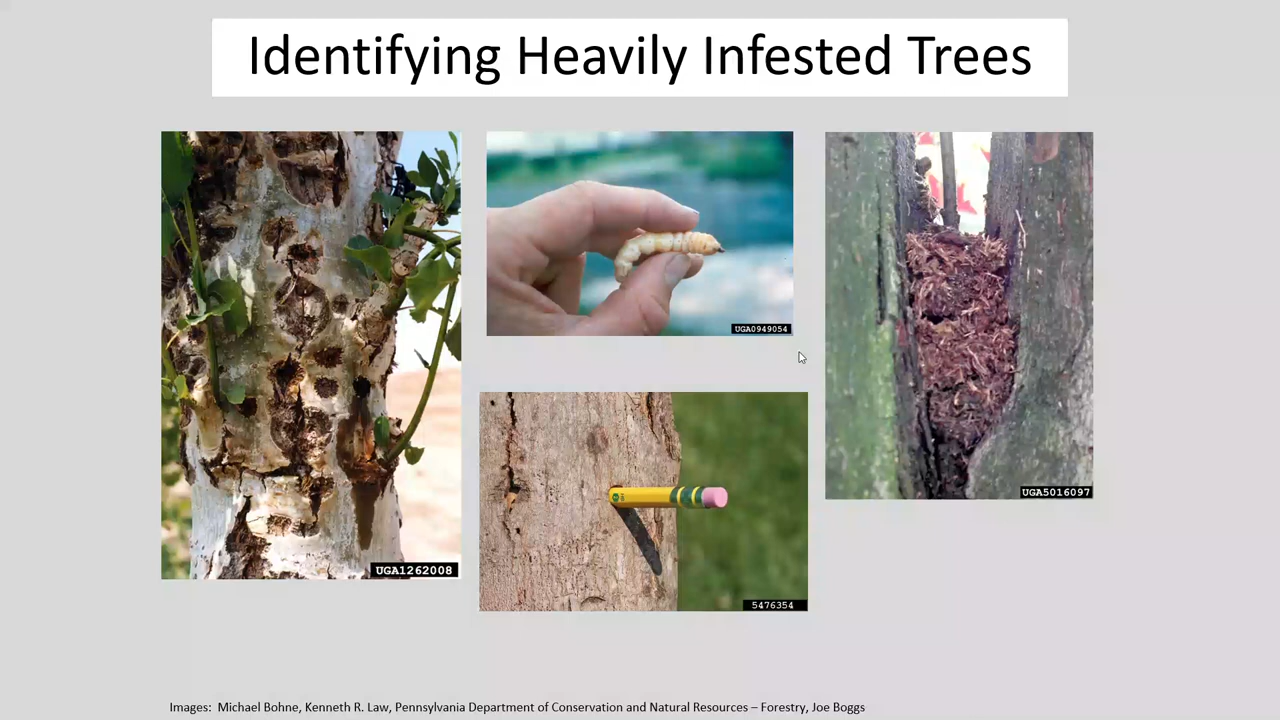 Identifying Heavily Infested Trees
UGA1262008
UGA0949054
5476354
UGA5016097
Images:  Michael Bohne, Kenneth R. Law, Pennsylvania Department of Conservation and Natural Resources – Forestry, Joe Boggs